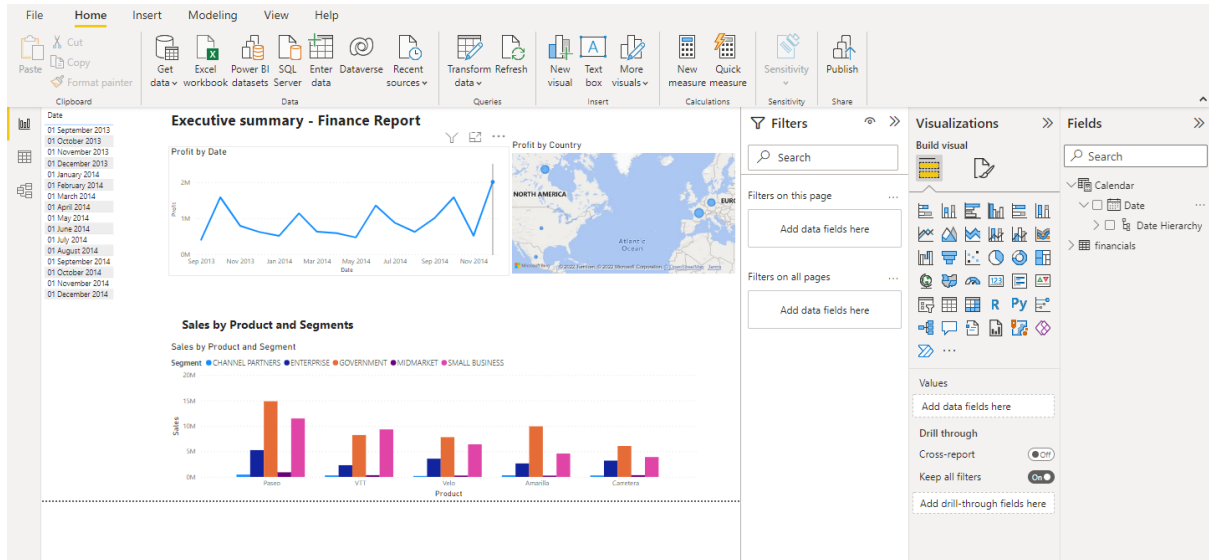 File Home Insert Modeling View Help
Paste
Cut
Copy
Format painter
Clipboard
Get data
Excel workbook
Power BI datasets
SQL Server
Enter data
Dataverse
Recent sources
Data
Transform data
Refresh
Queries
New visual
Text box
More visuals
Insert
New measure
Quick measure
Calculations
Sensitivity
Sensitivity
Publish
Share
Date
01 September 2013
01 October 2013
01 November 2013
01 December 2013
01 January 2014
01 February 2014
01 March 2014
01 April 2014
01 May 2014
01 June 2014
01 July 2014
01 August 2014
01 September 2014
01 October 2014
01 November 2014
01 December 2014
Executive summary - Finance Report
Profit by Date
2M
1M
0M
Profit
Sep 2013 Nov 2013 Jan 2014 Mar 2014 May 2014 Jul 2014 Sep 2014 Nov 2014
Date
Profit by Country
NORTH AMERICA
EURO
Atlantic
Ocean
© 2022 Microsoft Corporation Terms
Sales by Product and Segments
Sales by Product and Segment
Segment CHANNEL PARTNERS ENTERPRISE GOVERNMENT MIDMARKET SMALL BUSINESS
20M
15M
10M
5M
0M
Sales
Paseo VTT Velo Amarilla Carretera
Product
Filters
Search
Filters on this page
...
Add data fields here
Filters on all pages
...
Add data fields here
Visualizations
Build visual
123
R Py
...
Values
Add data fields here
Drill through
Cross-report Off
Keep all filters On
Add drill-through fields here
Fields
Search
Calendar
Date ...
Date Hierarchy
financials